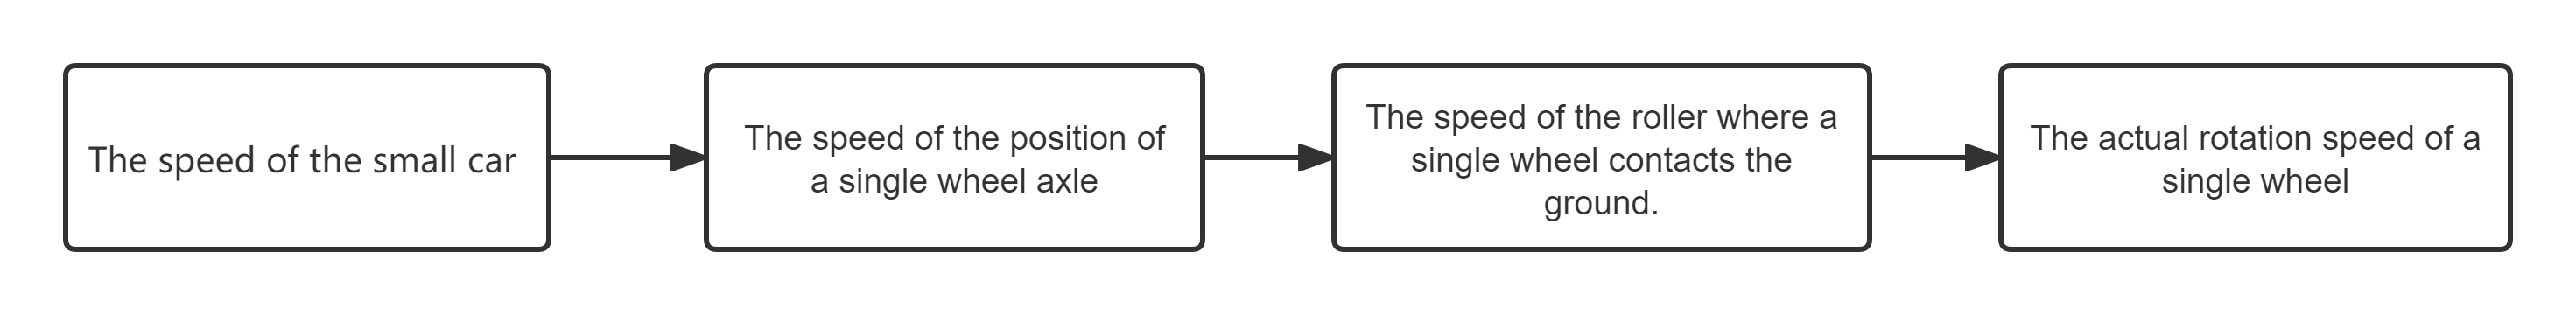 The speed of the small car
The speed of the position of
a single wheel axle
The speed of the roller where a
single wheel contacts the
ground.
The actual rotation speed of a
single wheel